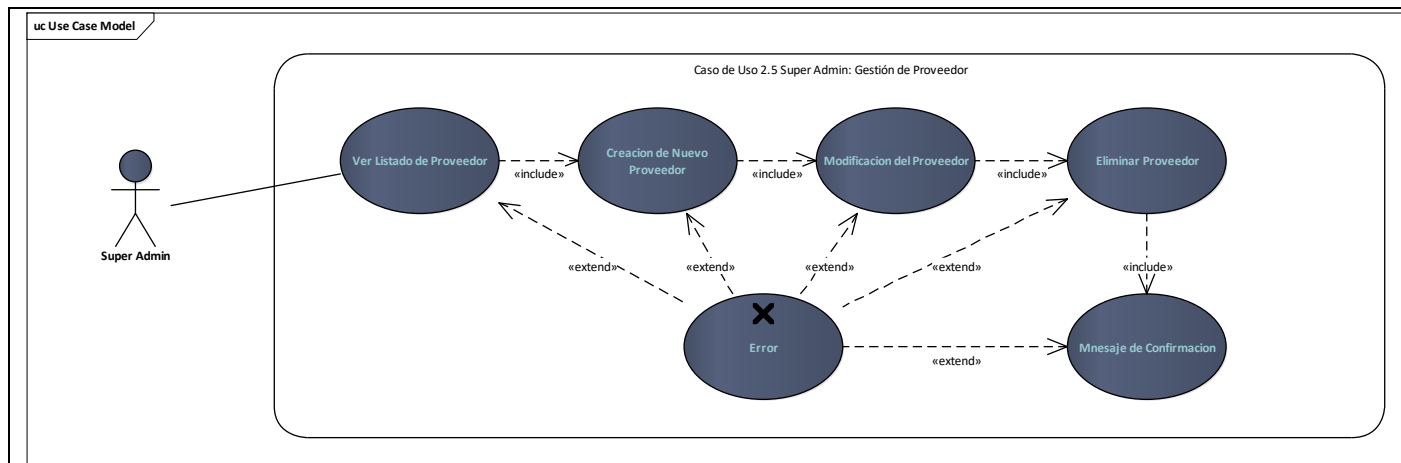 uc Use Case Model
Caso de Uso 2.5 Super Admin: Gestión de Proveedor
Ver Listado de Proveedor
«include»
Creacion de Nuevo
Proveedor
«include»
Modificacion del Proveedor
«include»
Eliminar Proveedor
Super Admin
«extend»
«extend»
«extend»
«extend»
«include»
Error
«extend»
Mnesaje de Confirmacion